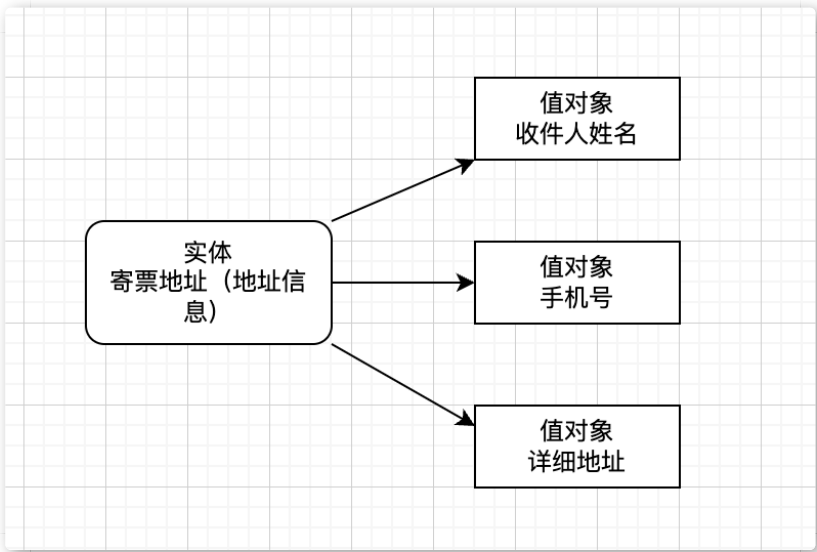 值对象
收件人姓名
实体
寄票地址（地址信
息）
值对象
手机号
值对象
详细地址